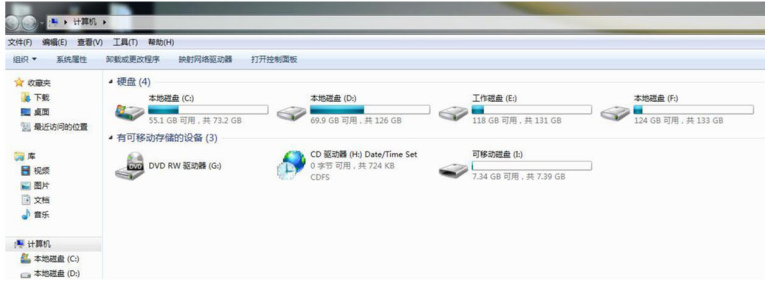 计算机
文件(F) 编辑(E) 查看(V) 工具(T) 帮助(H)
组织 系统属性 卸载或更改程序 映射网络驱动器 打开控制面板
收藏夹
下载
桌面
最近访问的位置
库
视频
图片
文档
音乐
计算机
本地磁盘 (C:)
本地磁盘 (D:)
硬盘 (4)
本地磁盘 (C:)
55.1 GB 可用，共 73.2 GB
本地磁盘 (D:)
69.9 GB 可用，共 126 GB
工作磁盘 (E:)
118 GB 可用，共 131 GB
本地磁盘 (F:)
124 GB 可用，共 133 GB
有可移动存储的设备 (3)
DVD RW 驱动器 (G:)
DVD
CD 驱动器 (H:) Date/Time Set
0 字节 可用，共 724 KB
CDFS
可移动磁盘 (I:)
7.34 GB 可用，共 7.39 GB